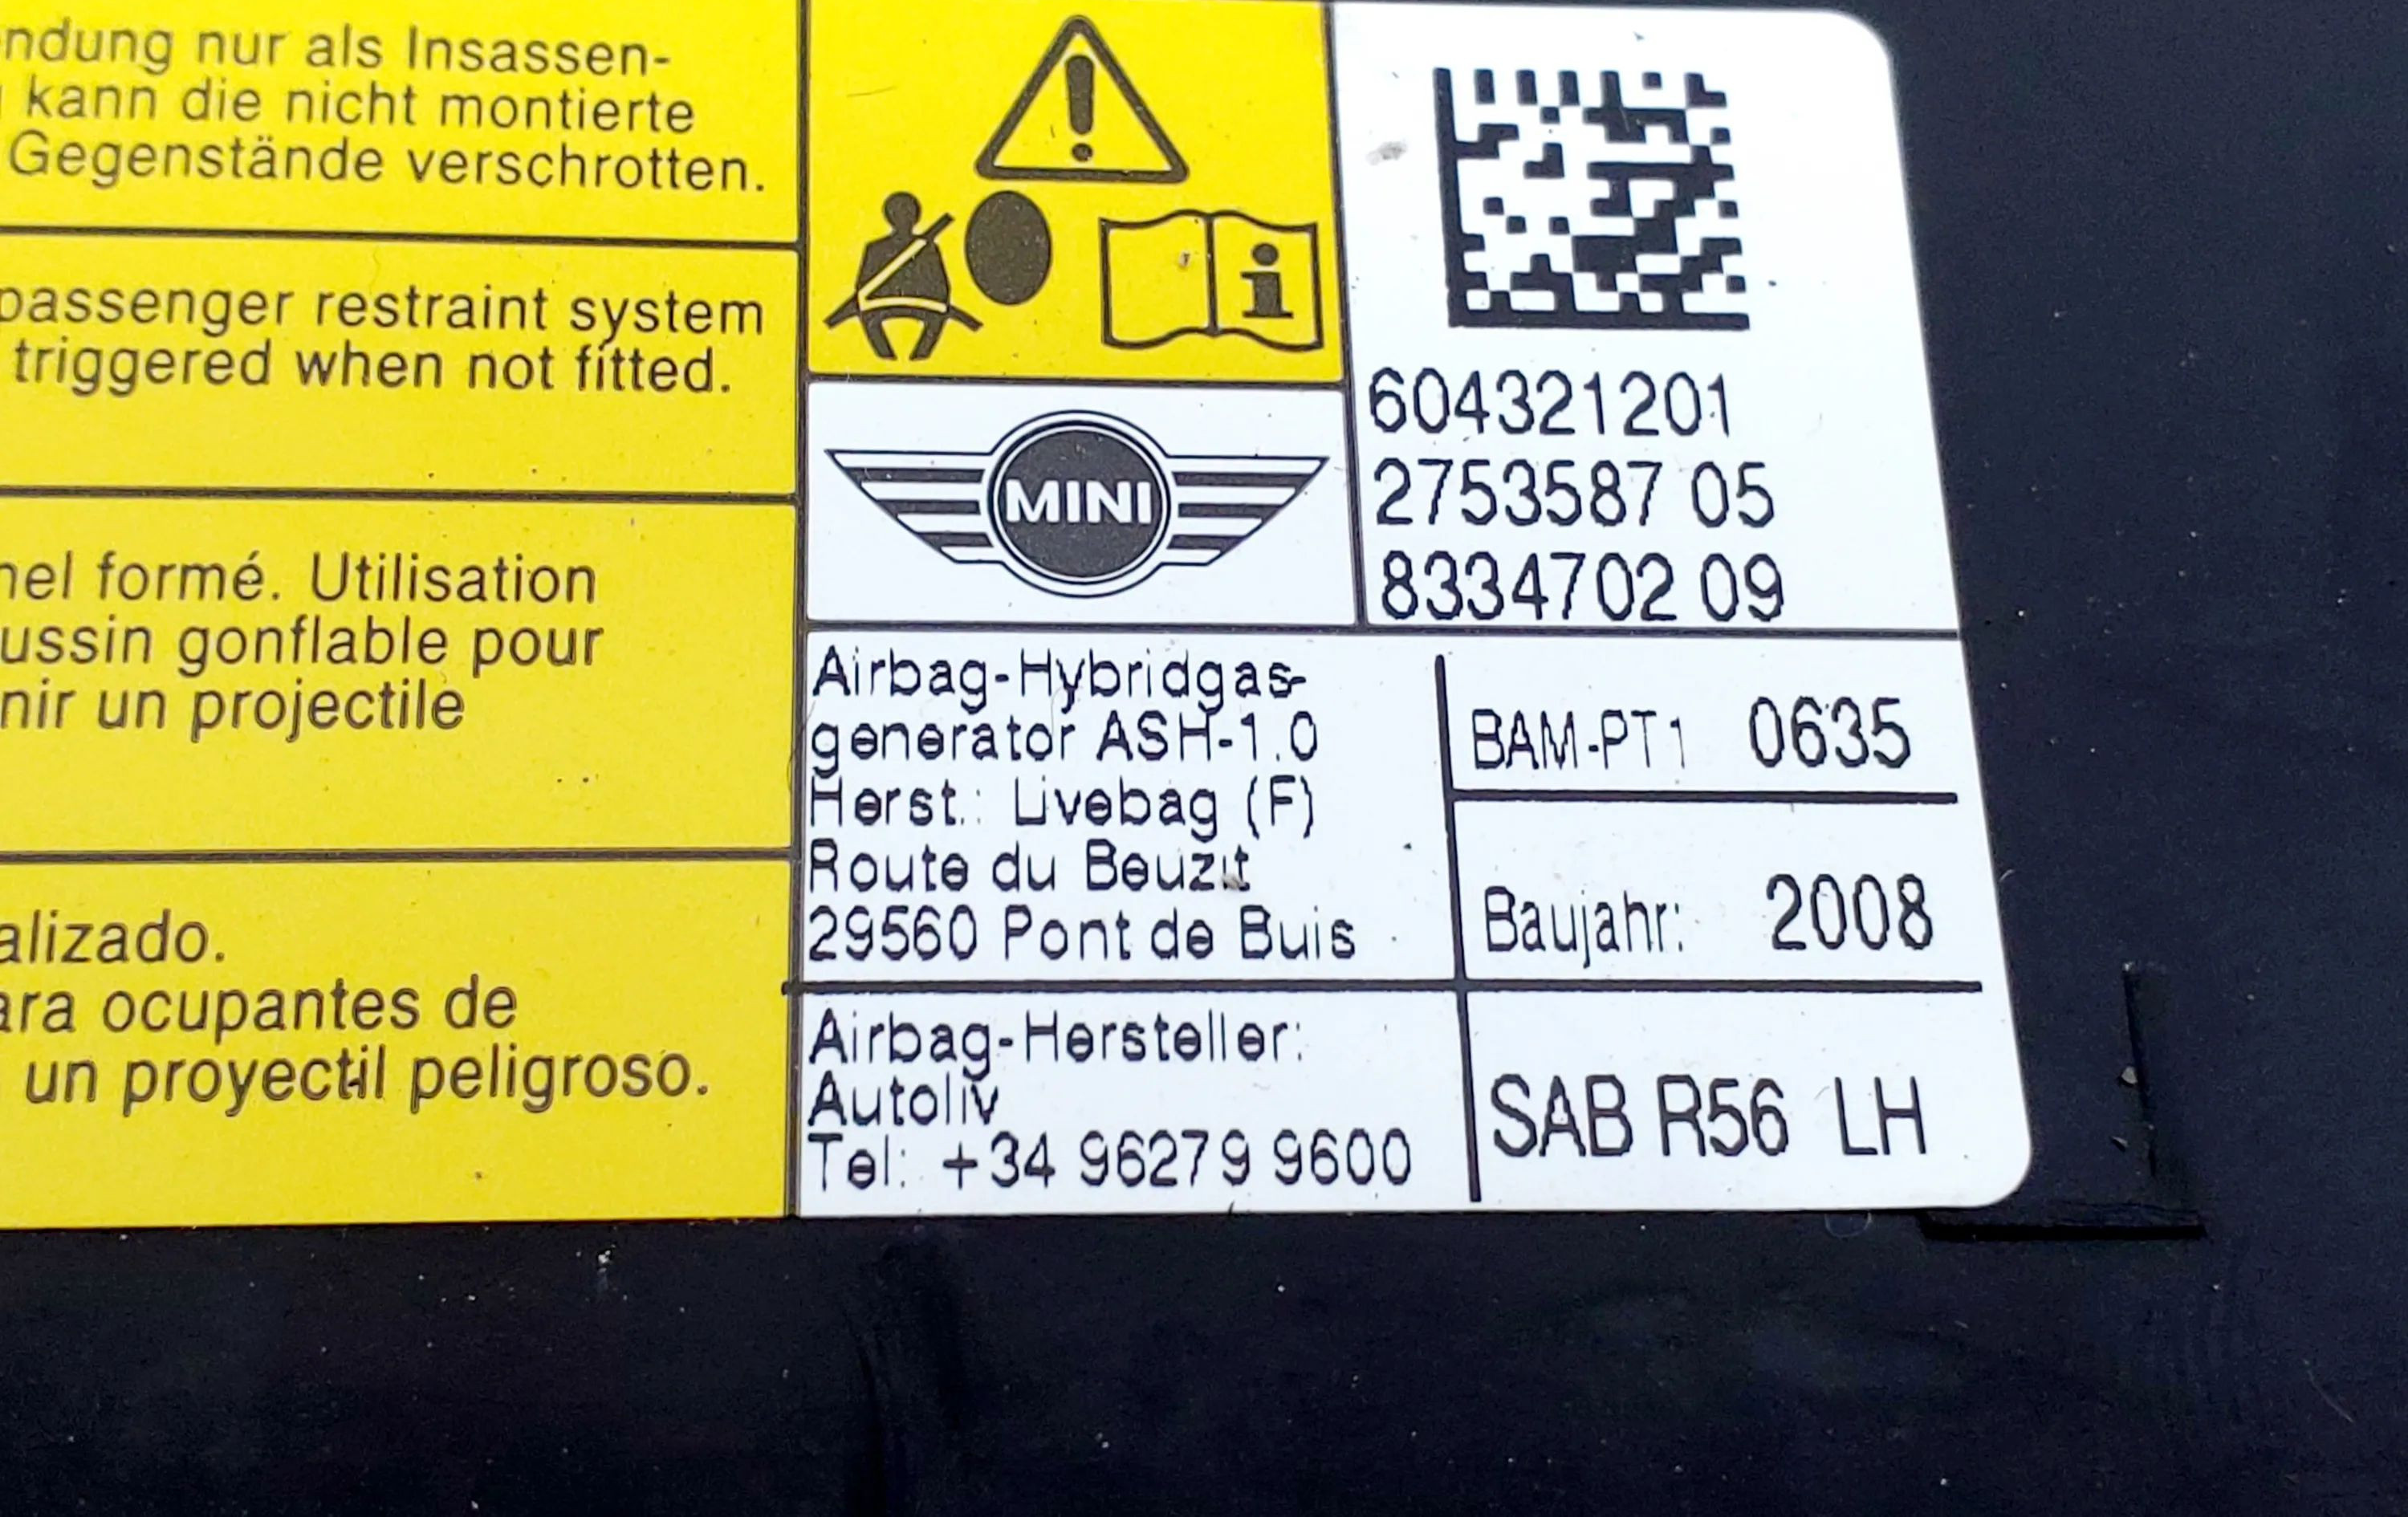 ndung nur als Insassen-
kann die nicht montierte
Gegenstände verschrotten.
passenger restraint system
triggered when not fitted.
nel formé. Utilisation
ussin gonflable pour
nir un projectile
alizado.
ara ocupantes de
un proyectil peligroso.
i
MINI
604321201
2753587 05
8334702 09
Airbag-Hybridgas-
generator ASH-1.0
Herst.: Livebag (F)
Route du Beuzit
29560 Pont de Buis
BAM-PT1 0635
Baujahr: 2008
Airbag-Hersteller:
Autoliv
Tel: +34 96279 9600
SAB R56 LH